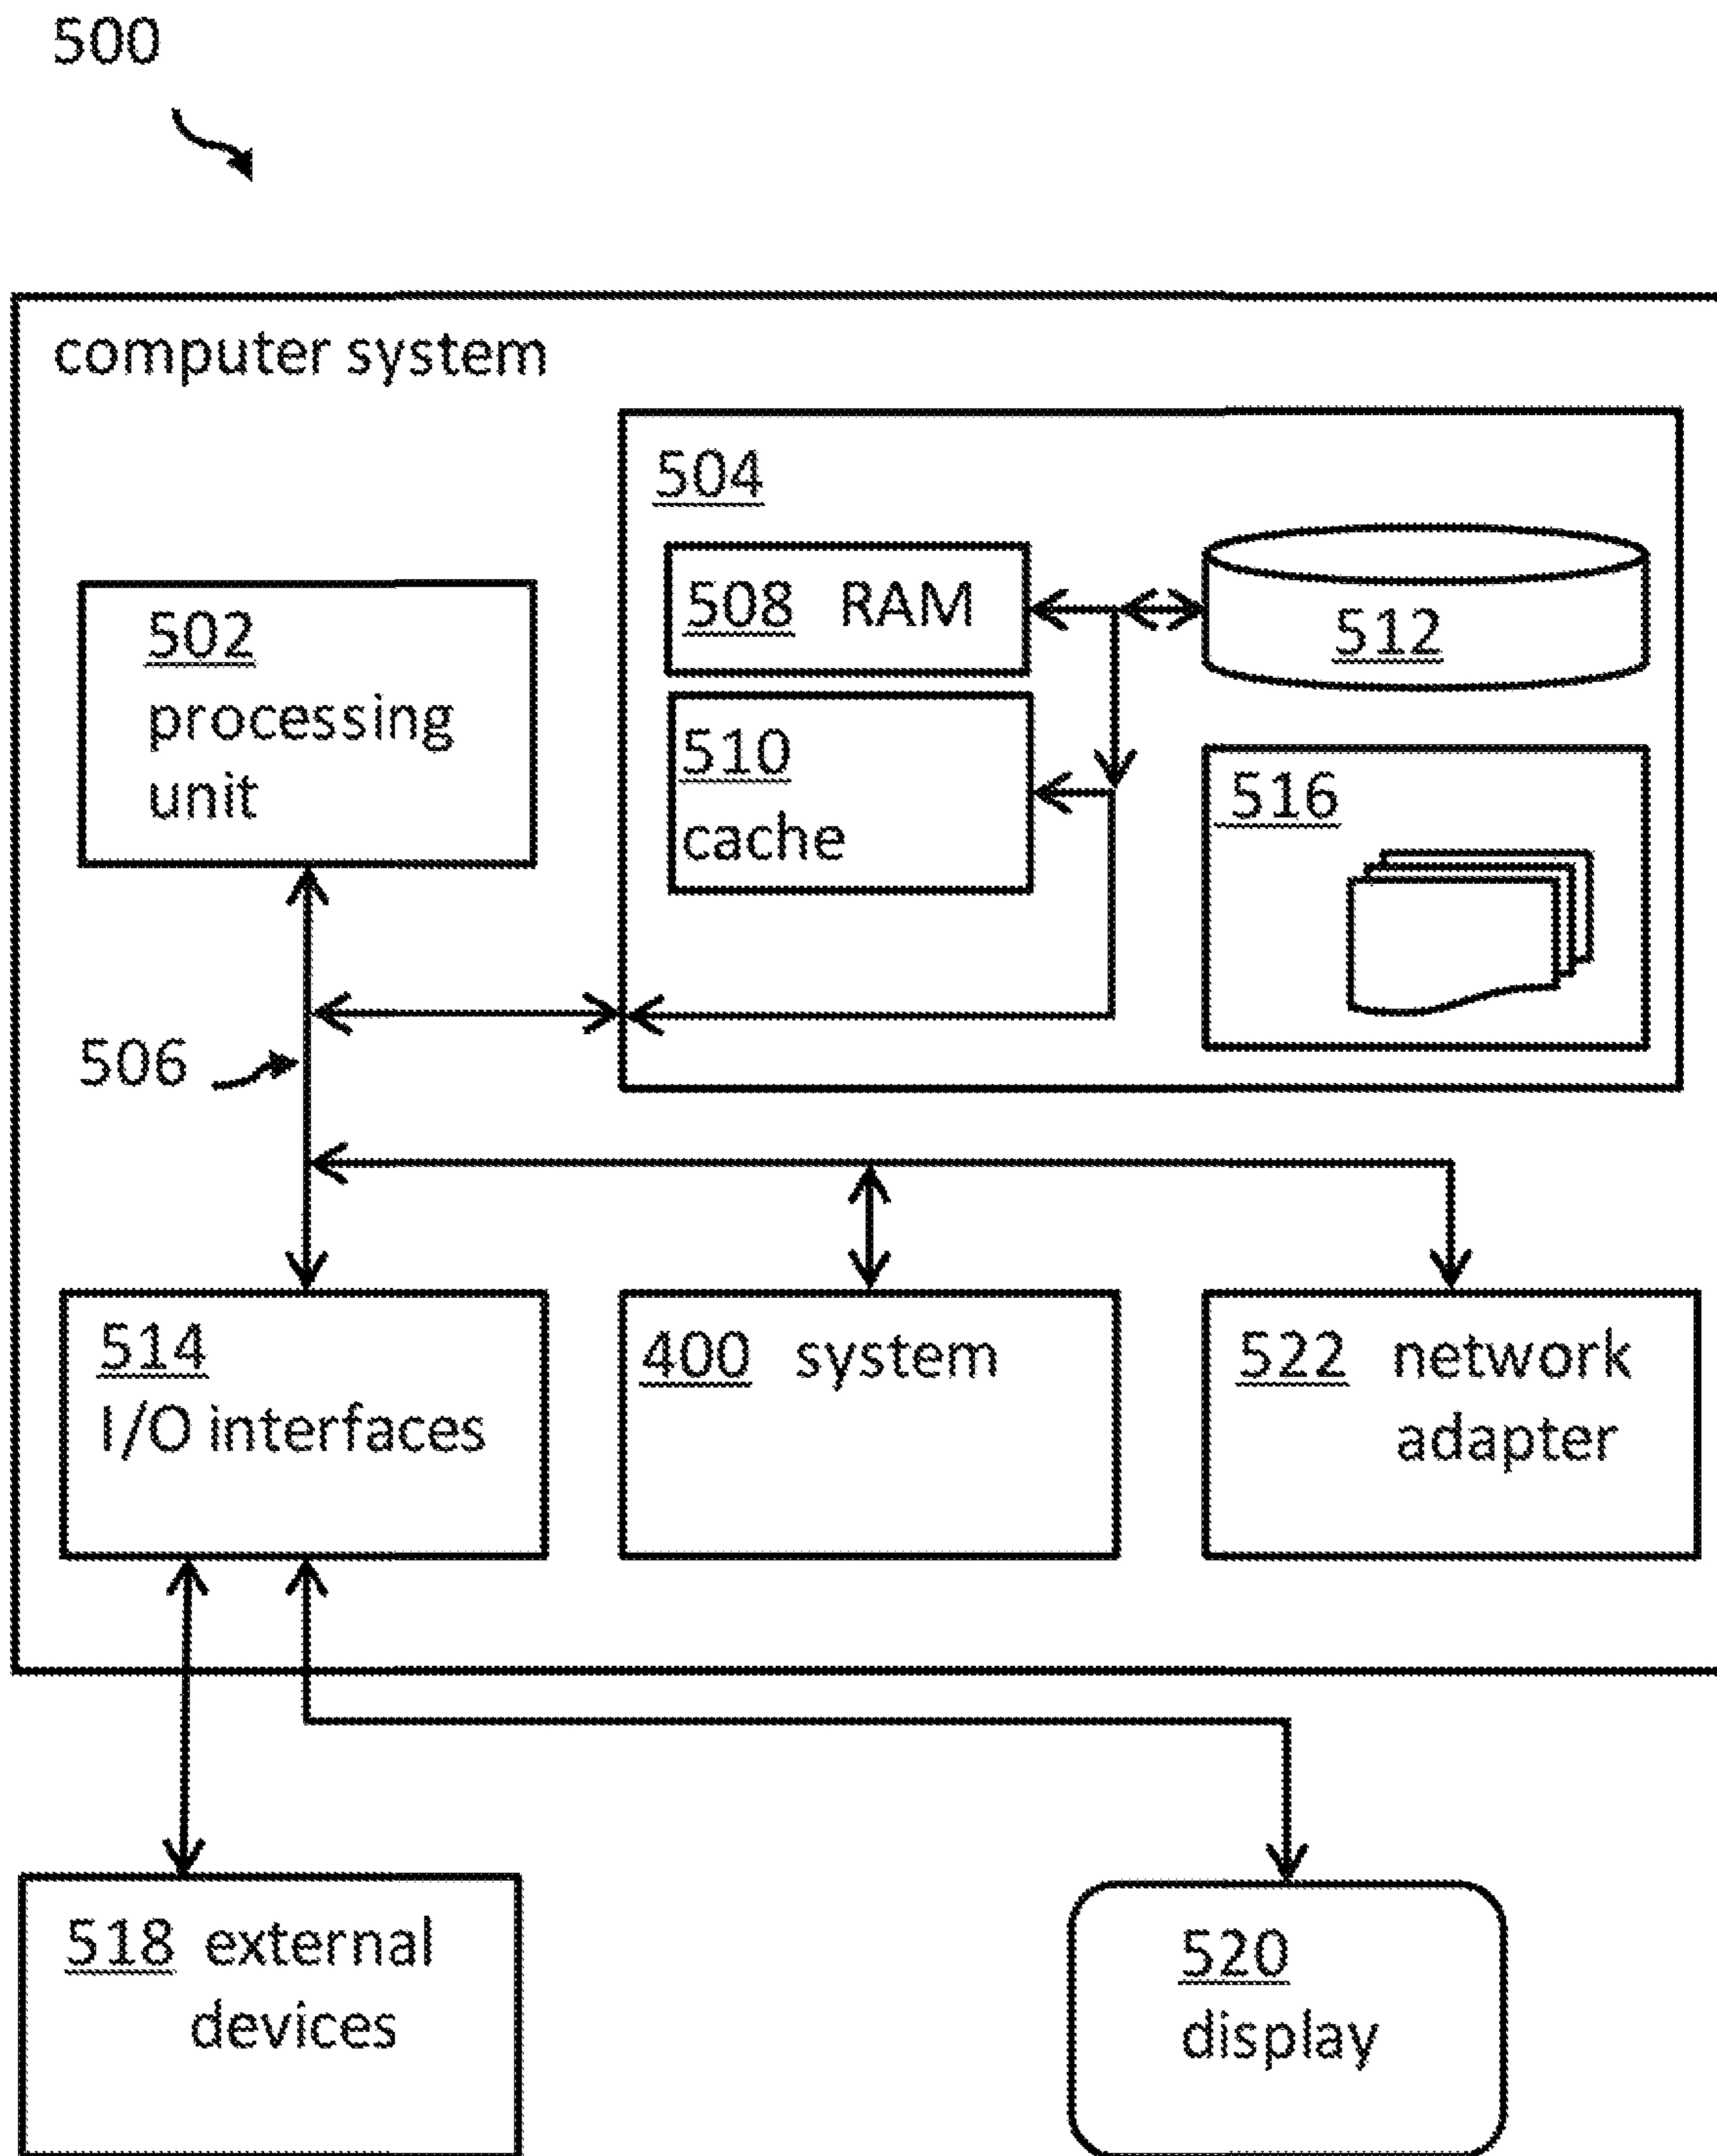 500
computer system
504
508 RAM
512
502
processing
unit
510
cache
516
506
514
I/O interfaces
400 system
522 network
adapter
518 external
devices
520
display